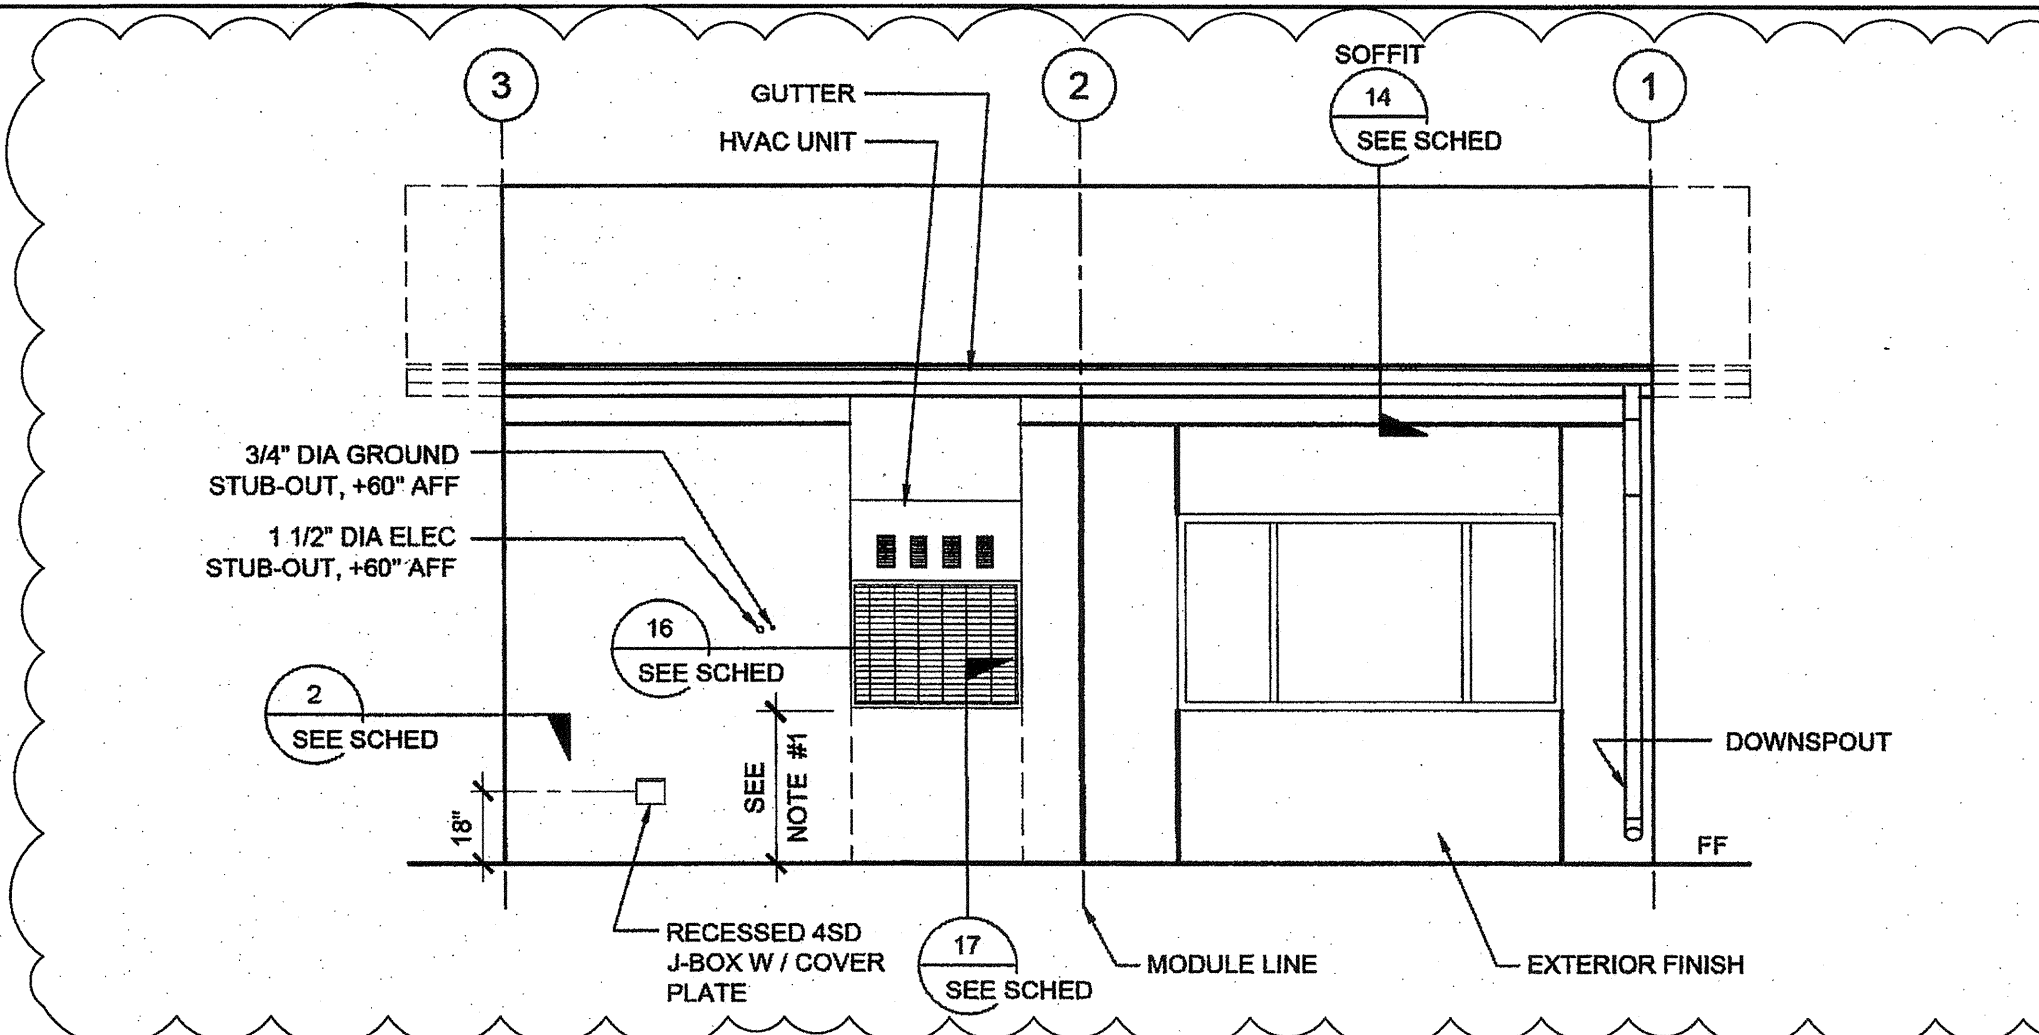 3
2
1
SOFFIT
14
SEE SCHED
GUTTER
HVAC UNIT
3/4" DIA GROUND
STUB-OUT, +60" AFF
1 1/2" DIA ELEC
STUB-OUT, +60" AFF
16
SEE SCHED
2
SEE SCHED
18"
SEE
NOTE #1
DOWNSPOUT
FF
RECESSED 4SD
J-BOX W / COVER
PLATE
17
SEE SCHED
MODULE LINE
EXTERIOR FINISH